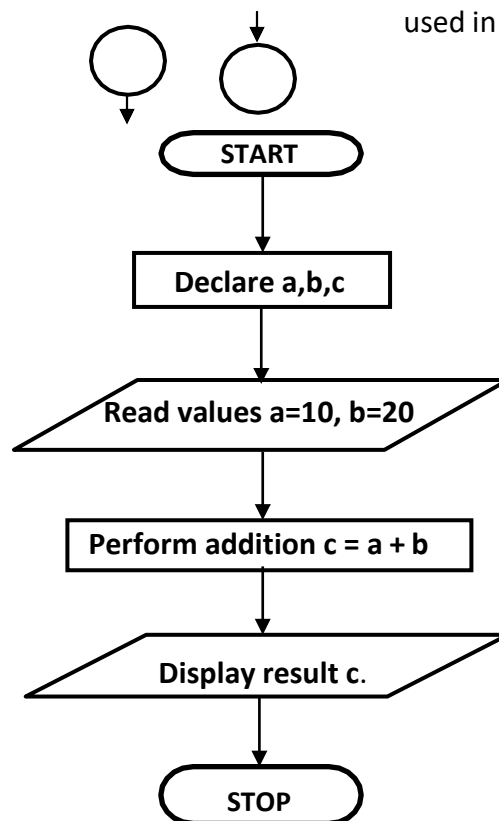 used in
START
Declare a,b,c
Read values a=10, b=20
Perform addition c = a + b
Display result c.
STOP